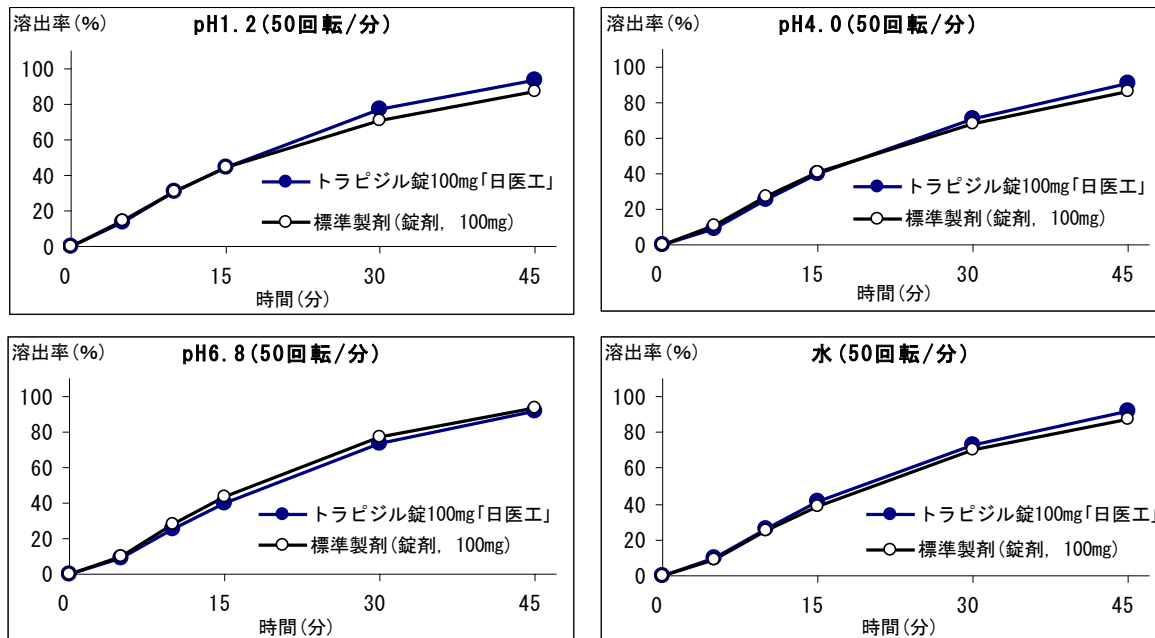 溶出率(%)
pH1.2(50回転/分)
100
80
60
40
20
0
トラピジル錠100mg「日医工」
標準製剤(錠剤, 100mg)
0 15 30 45
時間(分)
溶出率(%)
pH4.0(50回転/分)
100
80
60
40
20
0
トラピジル錠100mg「日医工」
標準製剤(錠剤, 100mg)
0 15 30 45
時間(分)
溶出率(%)
pH6.8(50回転/分)
100
80
60
40
20
0
トラピジル錠100mg「日医工」
標準製剤(錠剤, 100mg)
0 15 30 45
時間(分)
溶出率(%)
水(50回転/分)
100
80
60
40
20
0
トラピジル錠100mg「日医工」
標準製剤(錠剤, 100mg)
0 15 30 45
時間(分)